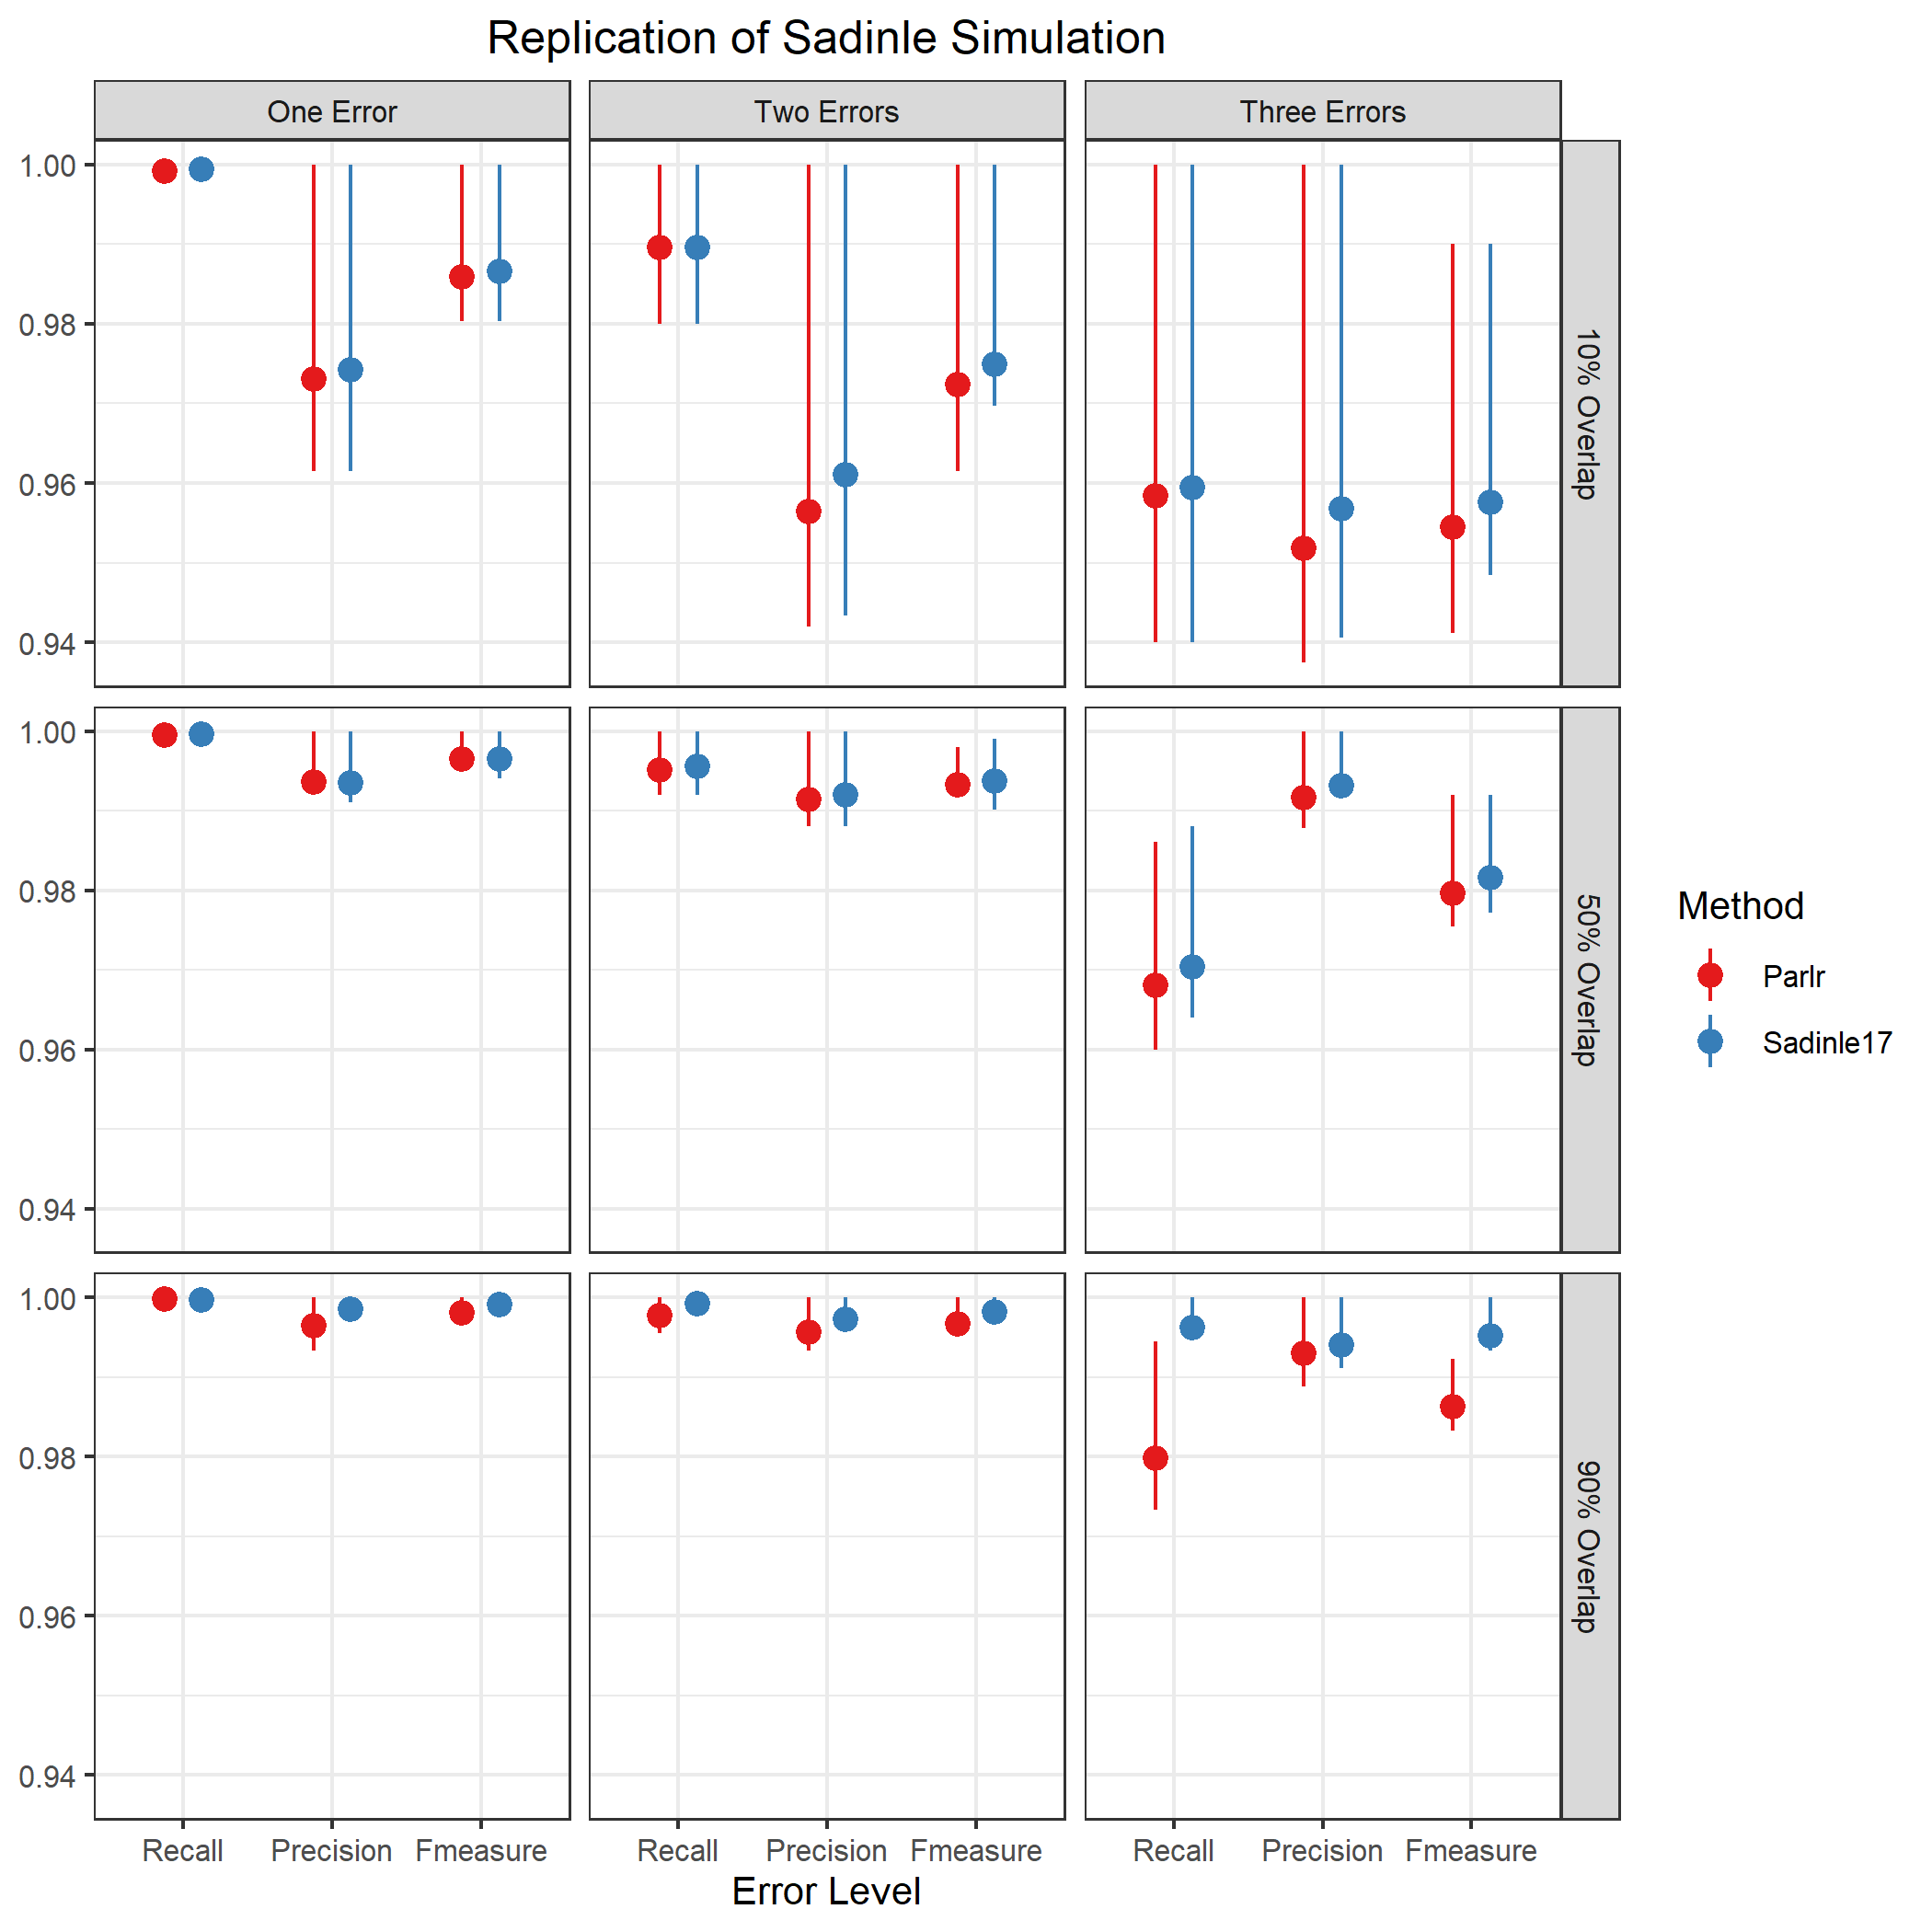 Replication of Sadinle Simulation
One Error
Two Errors
Three Errors
1.00
0.98
0.96
0.94
10% Overlap
1.00
0.98
0.96
0.94
50% Overlap
1.00
0.98
0.96
0.94
90% Overlap
Recall Precision Fmeasure
Recall Precision Fmeasure
Recall Precision Fmeasure
Error Level
Method
Parlr
Sadinle17